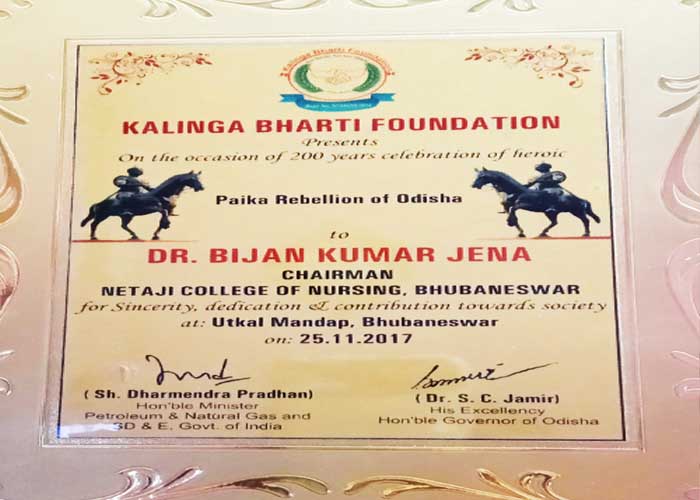 Kalinga Bharti Foundation
KALINGA BHARTI FOUNDATION
Presents
On the occasion of 200 years celebration of heroic
Paika Rebellion of Odisha
to
DR. BIJAN KUMAR JENA
CHAIRMAN
NETAJI COLLEGE OF NURSING, BHUBANESWAR
for Sincerity, dedication & contribution towards society
at: Utkal Mandap, Bhubaneswar
on: 25.11.2017
( Sh. Dharmendra Pradhan)
Hon'ble Minister
Petroleum & Natural Gas and
SD & E, Govt. of India
( Dr. S. C. Jamir)
His Excellency
Hon'ble Governor of Odisha